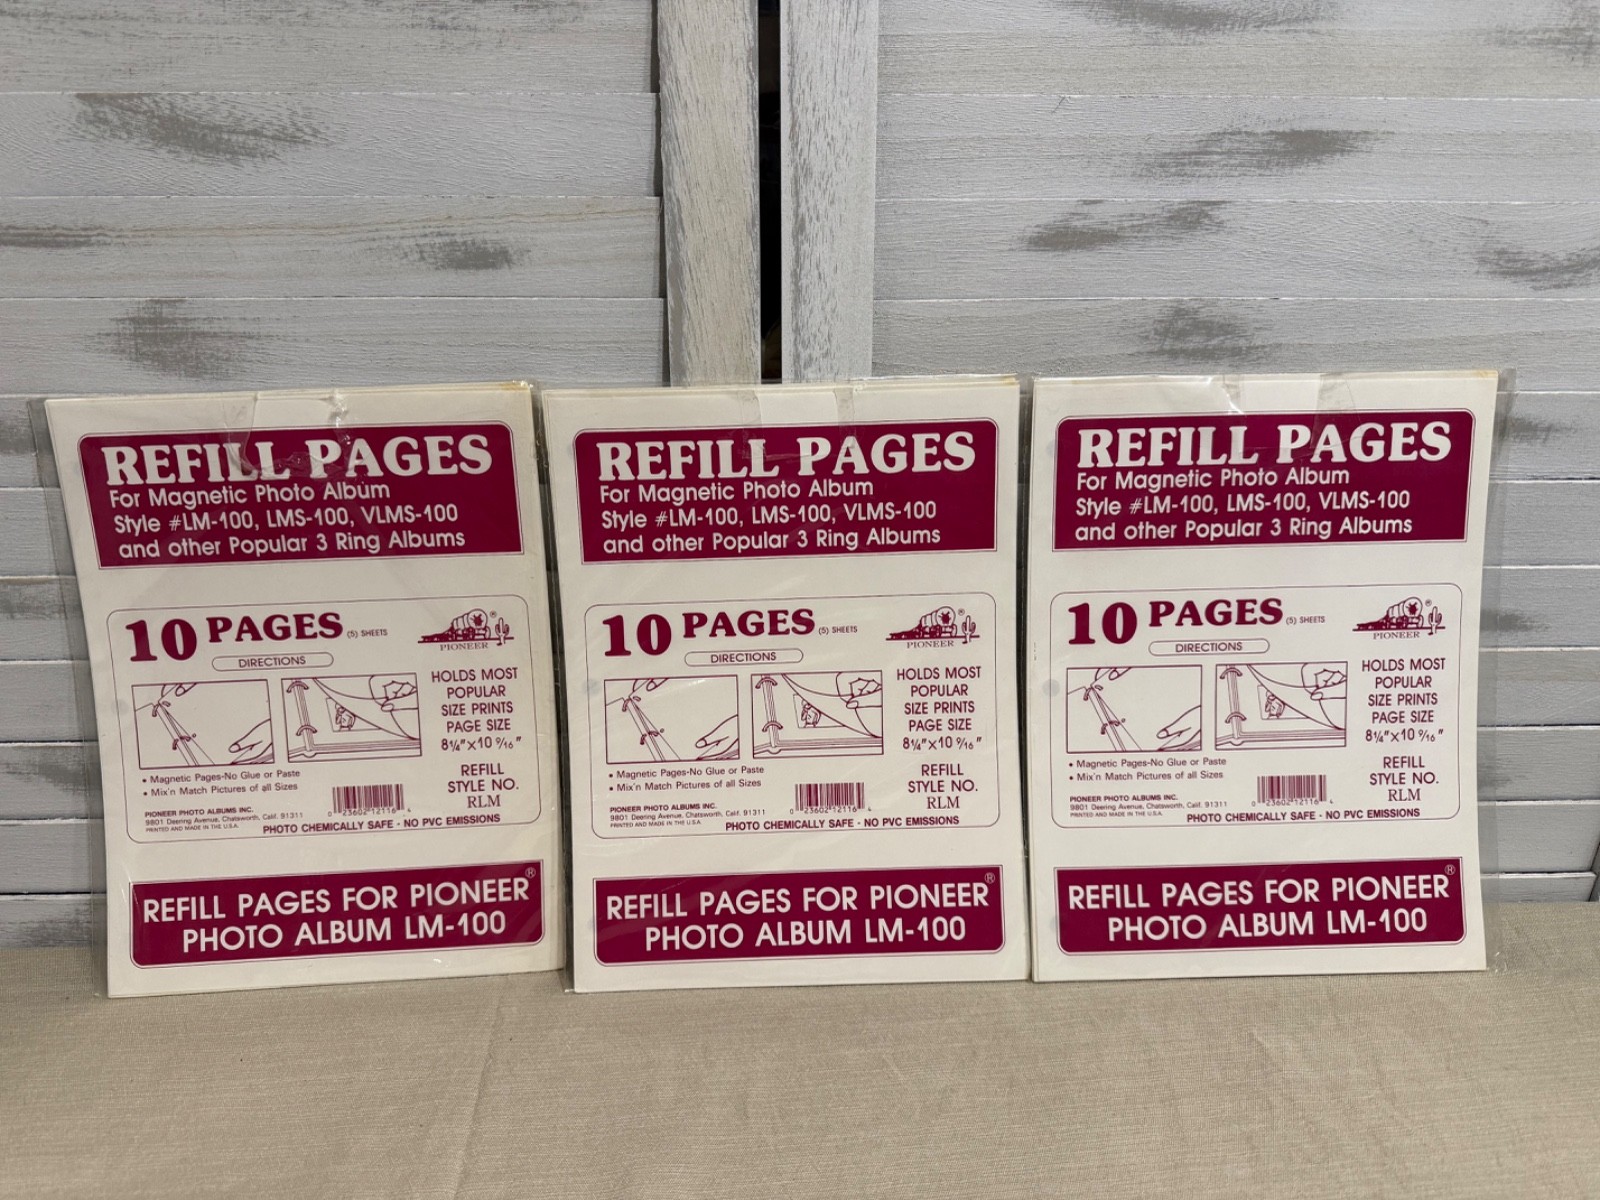 REFILL PAGES
For Magnetic Photo Album
Style #LM-100, LMS-100, VLMS-100
and other Popular 3 Ring Albums
10 PAGES (5) SHEETS
DIRECTIONS
®
PIONEER
HOLDS MOST
POPULAR
SIZE PRINTS
PAGE SIZE
8¼"x10 9/16"
• Magnetic Pages-No Glue or Paste
• Mix'n Match Pictures of all Sizes
REFILL
STYLE NO.
RLM
PIONEER PHOTO ALBUMS INC.
9801 Deering Avenue, Chatsworth, Calif. 91311
PRINTED AND MADE IN THE U.S.A.
0 23602 12116 4
PHOTO CHEMICALLY SAFE - NO PVC EMISSIONS
REFILL PAGES FOR PIONEER®
PHOTO ALBUM LM-100
REFILL PAGES
For Magnetic Photo Album
Style #LM-100, LMS-100, VLMS-100
and other Popular 3 Ring Albums
10 PAGES (5) SHEETS
DIRECTIONS
®
PIONEER
HOLDS MOST
POPULAR
SIZE PRINTS
PAGE SIZE
8¼"x10 9/16"
• Magnetic Pages-No Glue or Paste
• Mix'n Match Pictures of all Sizes
REFILL
STYLE NO.
RLM
PIONEER PHOTO ALBUMS INC.
9801 Deering Avenue, Chatsworth, Calif. 91311
PRINTED AND MADE IN THE U.S.A.
0 23602 12116 4
PHOTO CHEMICALLY SAFE - NO PVC EMISSIONS
REFILL PAGES FOR PIONEER®
PHOTO ALBUM LM-100
REFILL PAGES
For Magnetic Photo Album
Style #LM-100, LMS-100, VLMS-100
and other Popular 3 Ring Albums
10 PAGES (5) SHEETS
DIRECTIONS
®
PIONEER
HOLDS MOST
POPULAR
SIZE PRINTS
PAGE SIZE
8¼"x10 9/16"
• Magnetic Pages-No Glue or Paste
• Mix'n Match Pictures of all Sizes
REFILL
STYLE NO.
RLM
PIONEER PHOTO ALBUMS INC.
9801 Deering Avenue, Chatsworth, Calif. 91311
PRINTED AND MADE IN THE U.S.A.
0 23602 12116 4
PHOTO CHEMICALLY SAFE - NO PVC EMISSIONS
REFILL PAGES FOR PIONEER®
PHOTO ALBUM LM-100